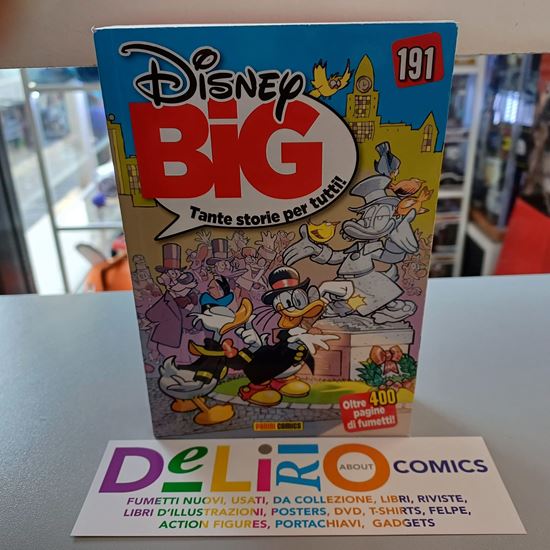 DISNEY
BiG
191
Tante storie per tutti!
Oltre 400
pagine
di fumetti!
PANINI COMICS
DeLiRiO
ABOUT
COMICS
FUMETTI NUOVI, USATI, DA COLLEZIONE, LIBRI, RIVISTE,
LIBRI D'ILLUSTRAZIONI, POSTERS, DVD, T-SHIRTS, FELPE,
ACTION FIGURES, PORTACHIAVI, GADGETS